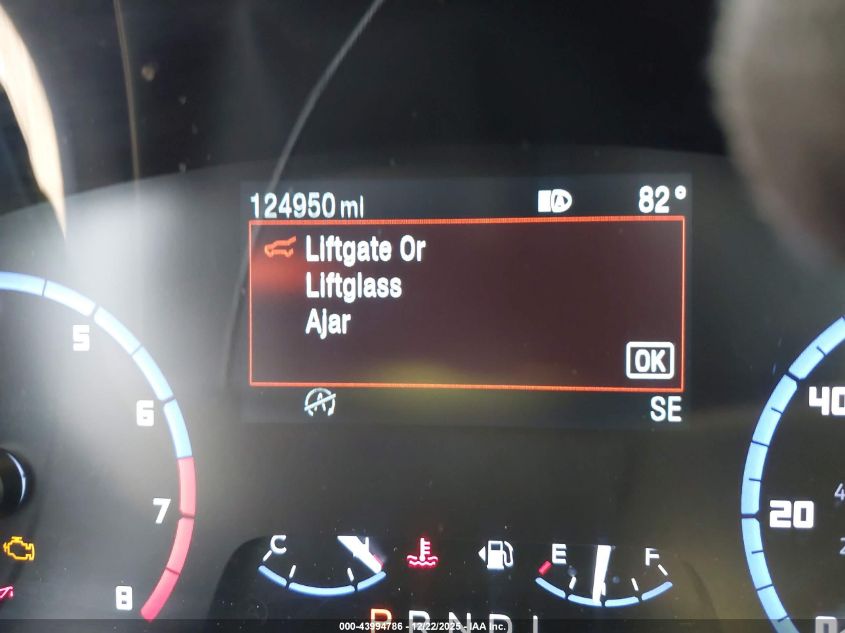 124950 mi
82°
Liftgate Or
Liftglass
Ajar
OK
SE
5
6
7
8
40
20
C
H
E
F
P R N D L
000-43994786 - 12/22/2025 - IAA Inc.